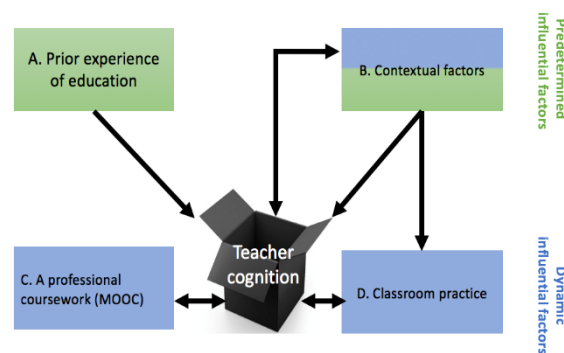 A. Prior experience
of education
B. Contextual factors
Predetermined
influential factors
Teacher
cognition
C. A professional
coursework (MOOC)
D. Classroom practice
Dynamic
influential factors